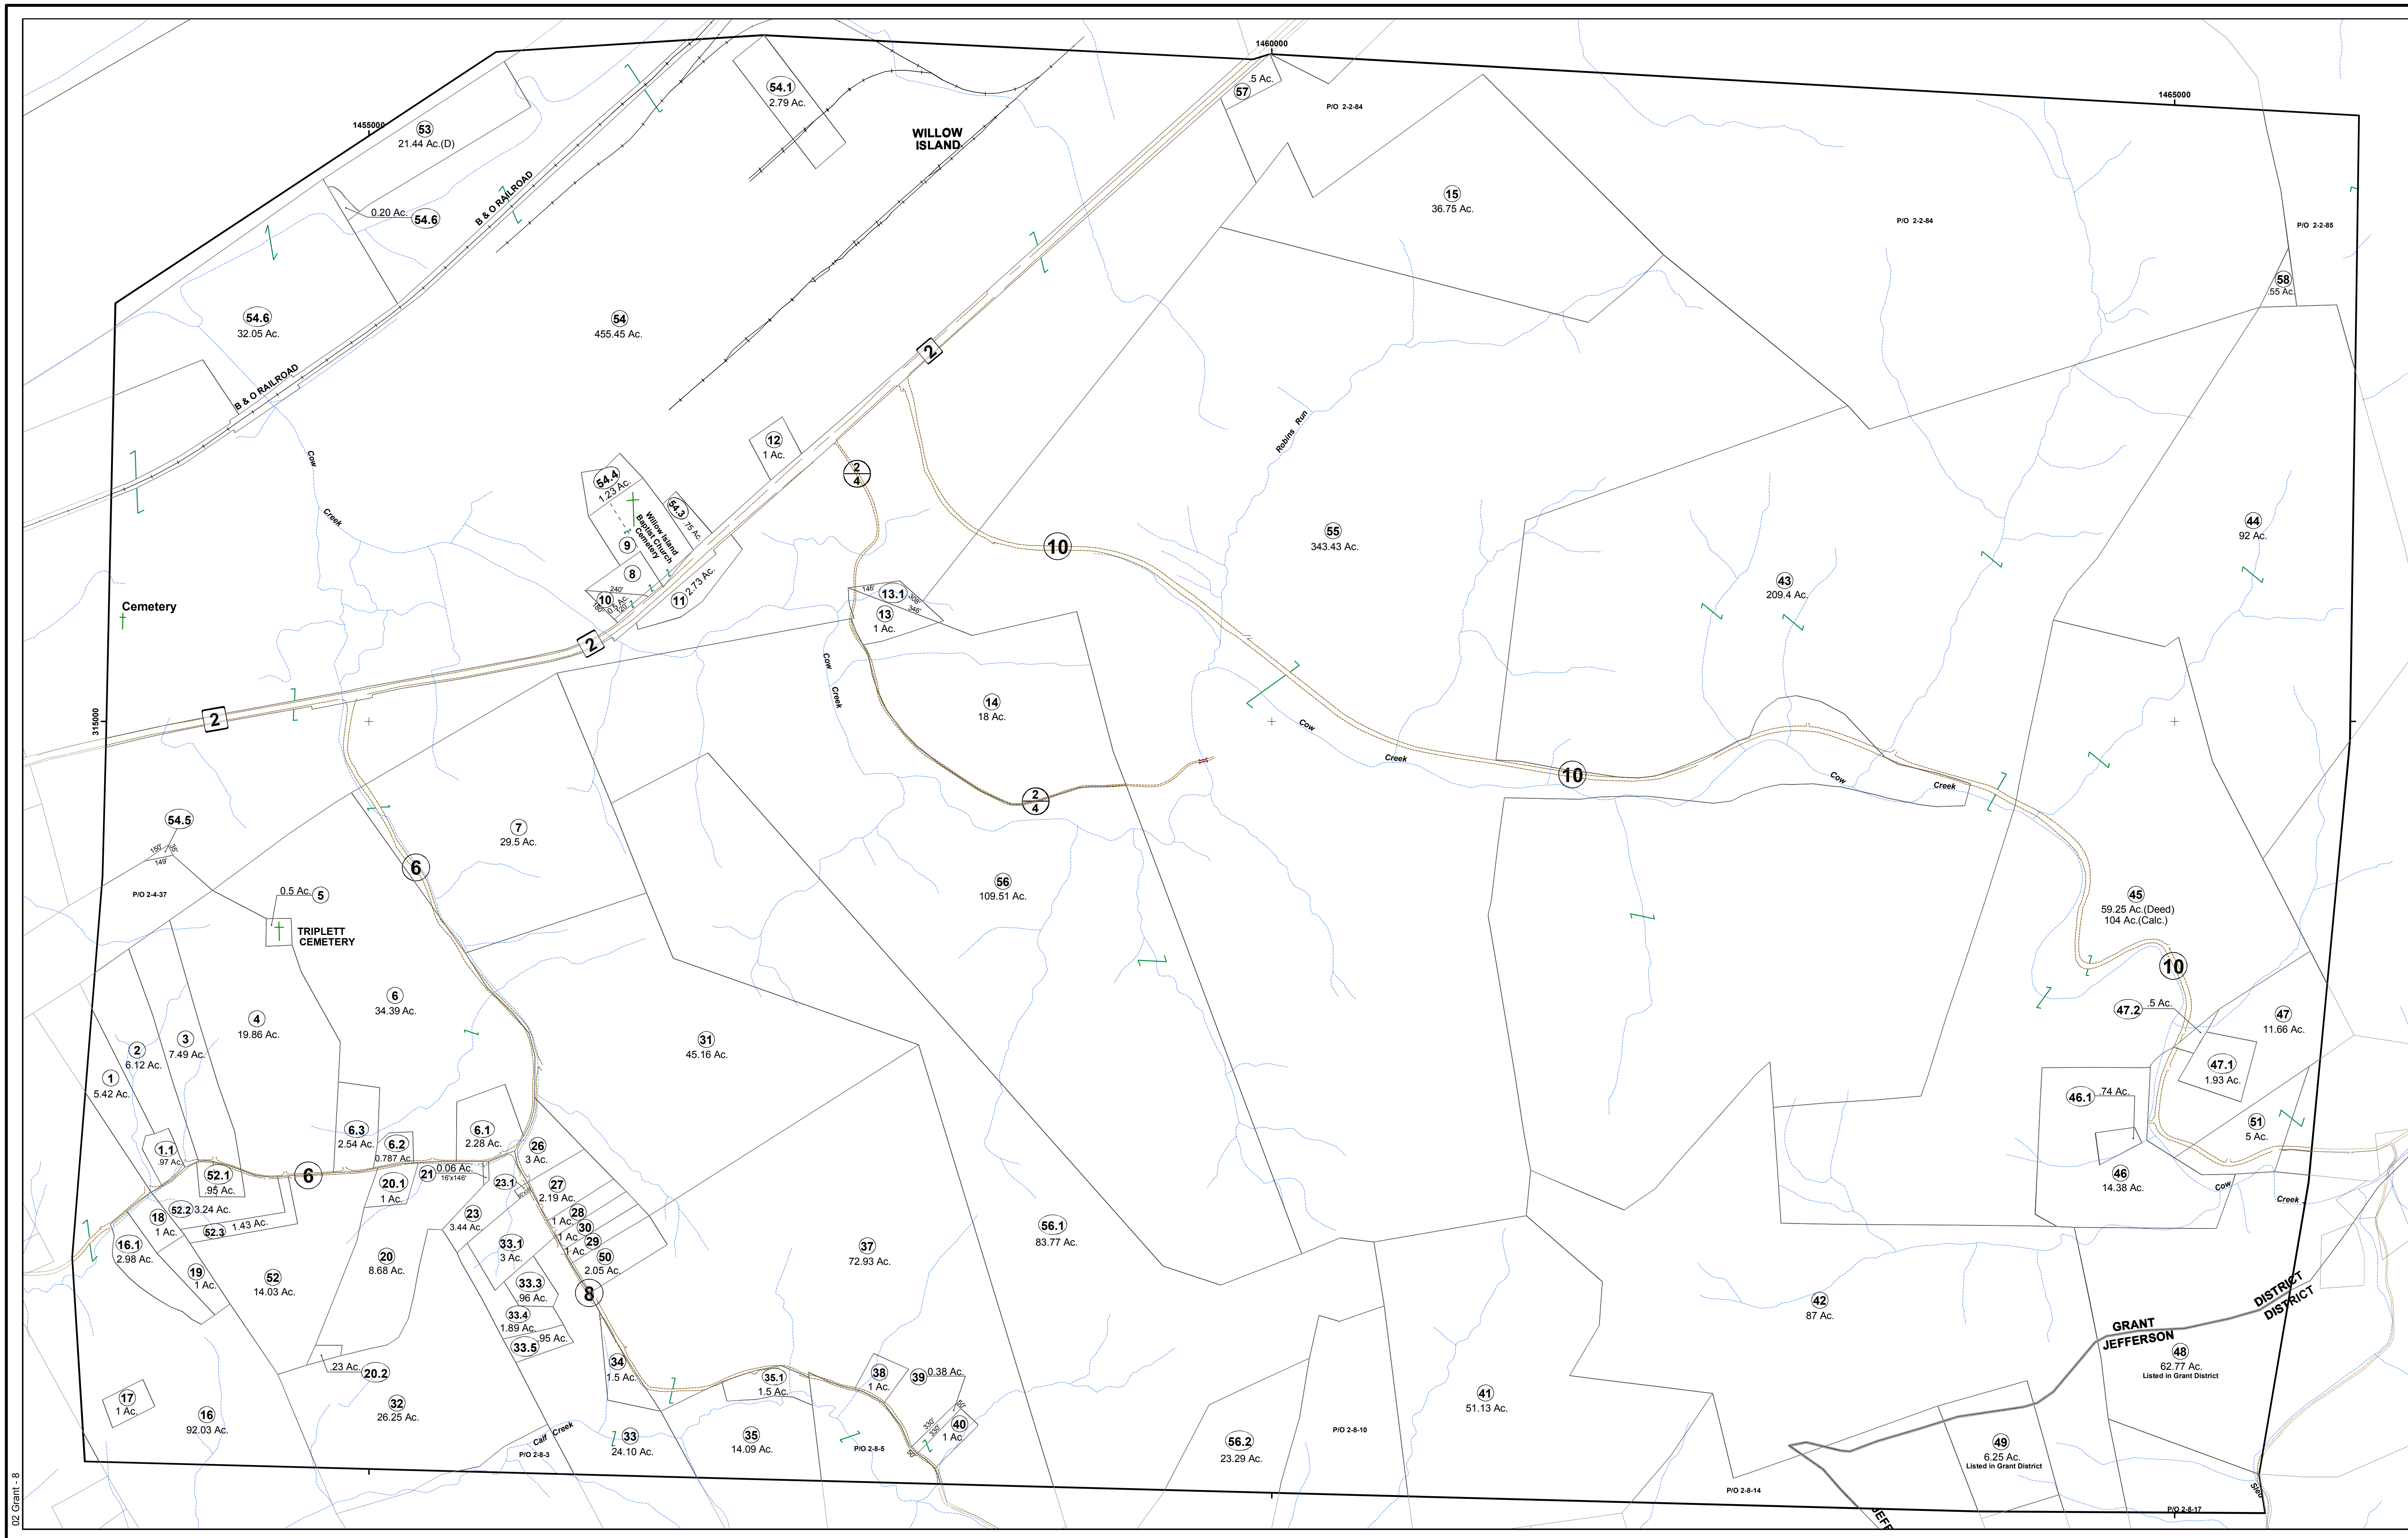 1460000
.5 Ac.
57
P/O 2-2-84
1465000
54.1
2.79 Ac.
1455000
53
21.44 Ac.(D)
WILLOW
ISLAND
B & O RAILROAD
15
36.75 Ac.
P/O 2-2-84
P/O 2-2-85
0.20 Ac.
54.6
58
.55 Ac.
54.6
32.05 Ac.
54
455.45 Ac.
2
B & O RAILROAD
Robins Run
12
1 Ac.
Cow
Creek
2
4
54.4
1.23 Ac.
54.3
.75 Ac.
Willow Island
Baptist Church
Cemetery
9
8
240'
10
0.5 Ac.
180'
120'
11
2.73 Ac.
10
55
343.43 Ac.
44
92 Ac.
43
209.4 Ac.
146'
13.1
308'
346'
13
1 Ac.
Cemetery
2
Cow
Creek
14
18 Ac.
2
315000
Cow
Creek
10
Cow
Creek
2
4
54.5
150'
25'
149'
7
29.5 Ac.
6
P/O 2-4-37
0.5 Ac.
5
TRIPLETT
CEMETERY
56
109.51 Ac.
45
59.25 Ac.(Deed)
104 Ac.(Calc.)
10
6
34.39 Ac.
4
19.86 Ac.
3
7.49 Ac.
2
6.12 Ac.
1
5.42 Ac.
31
45.16 Ac.
47.2
.5 Ac.
47
11.66 Ac.
47.1
1.93 Ac.
46.1
.74 Ac.
51
5 Ac.
46
14.38 Ac.
Cow
Creek
1.1
.97 Ac.
6.3
2.54 Ac.
6.2
0.787 Ac.
6.1
2.28 Ac.
26
3 Ac.
52.1
.95 Ac.
6
20.1
1 Ac.
21
0.06 Ac.
16'x146'
23.1
27
2.19 Ac.
28
1 Ac.
30
1 Ac.
29
1 Ac.
50
2.05 Ac.
18
1 Ac.
52.2
3.24 Ac.
52.3
1.43 Ac.
23
3.44 Ac.
16.1
2.98 Ac.
19
1 Ac.
52
14.03 Ac.
20
8.68 Ac.
33.1
3 Ac.
33.3
.96 Ac.
8
37
72.93 Ac.
56.1
83.77 Ac.
33.4
1.89 Ac.
33.5
.95 Ac.
42
87 Ac.
GRANT
DISTRICT
JEFFERSON
DISTRICT
48
62.77 Ac.
Listed in Grant District
.23 Ac.
20.2
34
1.5 Ac.
35.1
1.5 Ac.
38
1 Ac.
39
0.38 Ac.
50'
330'
330'
50'
40
1 Ac.
17
1 Ac.
16
92.03 Ac.
32
26.25 Ac.
Calf Creek
P/O 2-8-3
33
24.10 Ac.
35
14.09 Ac.
P/O 2-8-5
56.2
23.29 Ac.
P/O 2-8-10
41
51.13 Ac.
49
6.25 Ac.
Listed in Grant District
P/O 2-8-14
P/O 2-8-17
02 Grant - 8